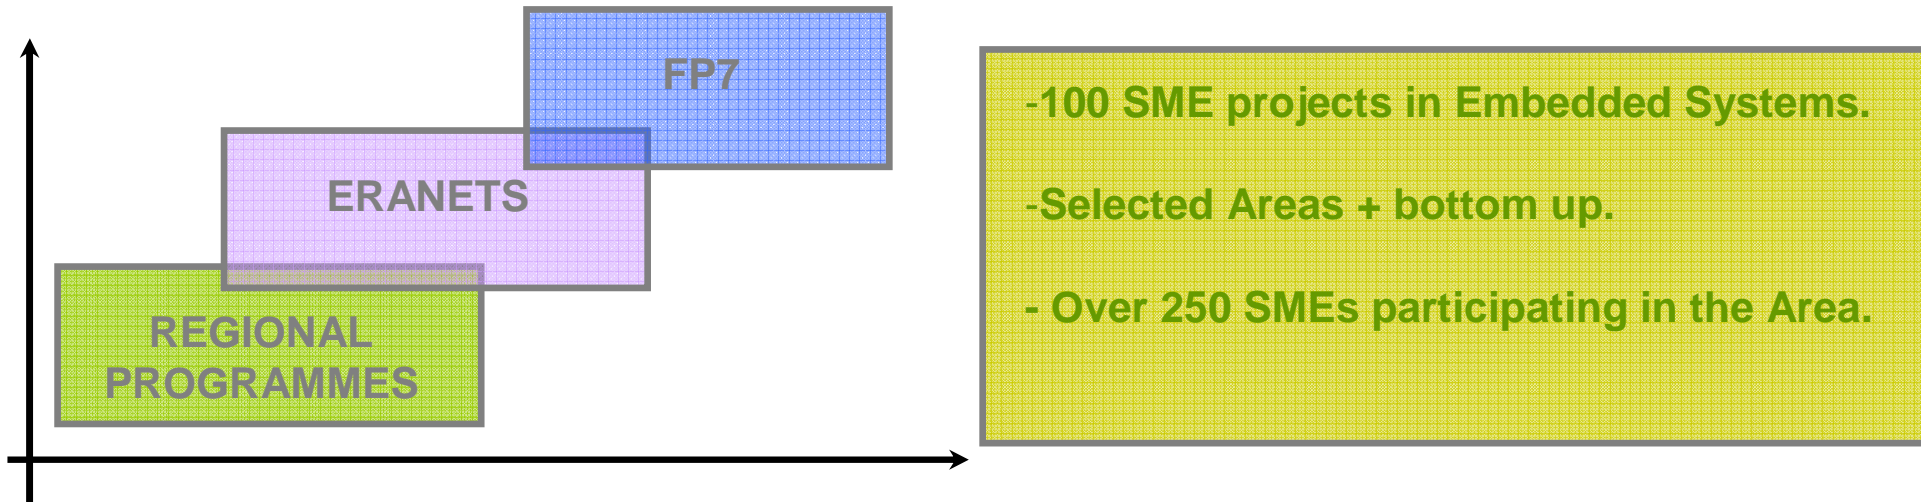 FP7
ERANETS
REGIONAL
PROGRAMMES
-100 SME projects in Embedded Systems.
-Selected Areas + bottom up.
- Over 250 SMEs participating in the Area.